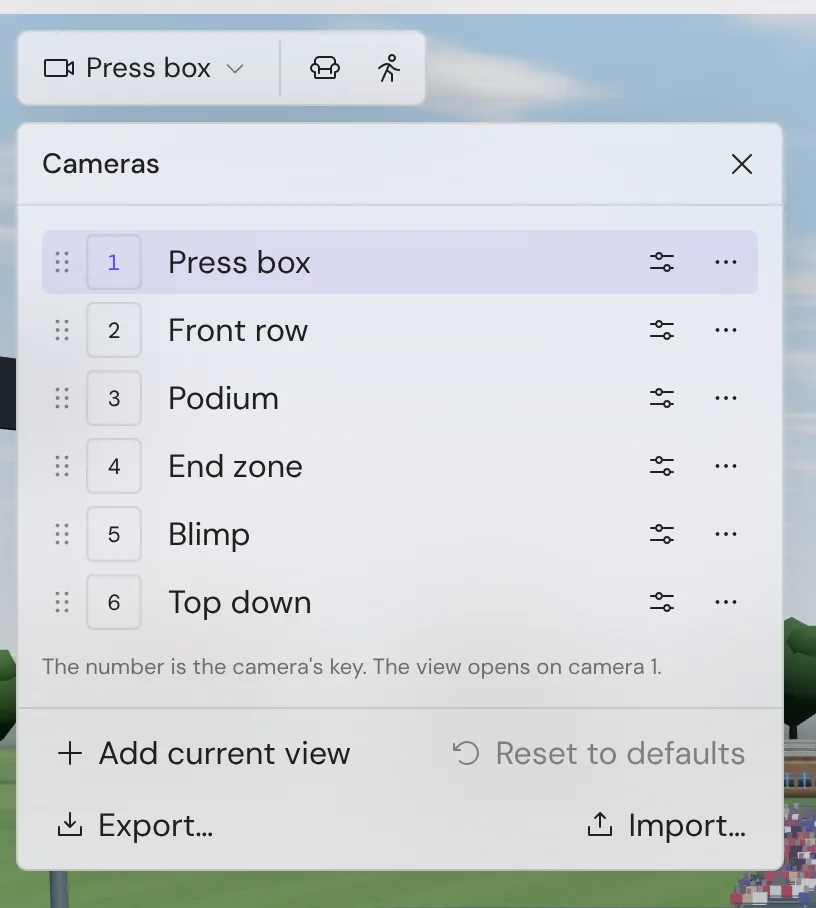 Press box
Cameras
1 Press box
2 Front row
3 Podium
4 End zone
5 Blimp
6 Top down
The number is the camera's key. The view opens on camera 1.
Add current view
Reset to defaults
Export...
Import...